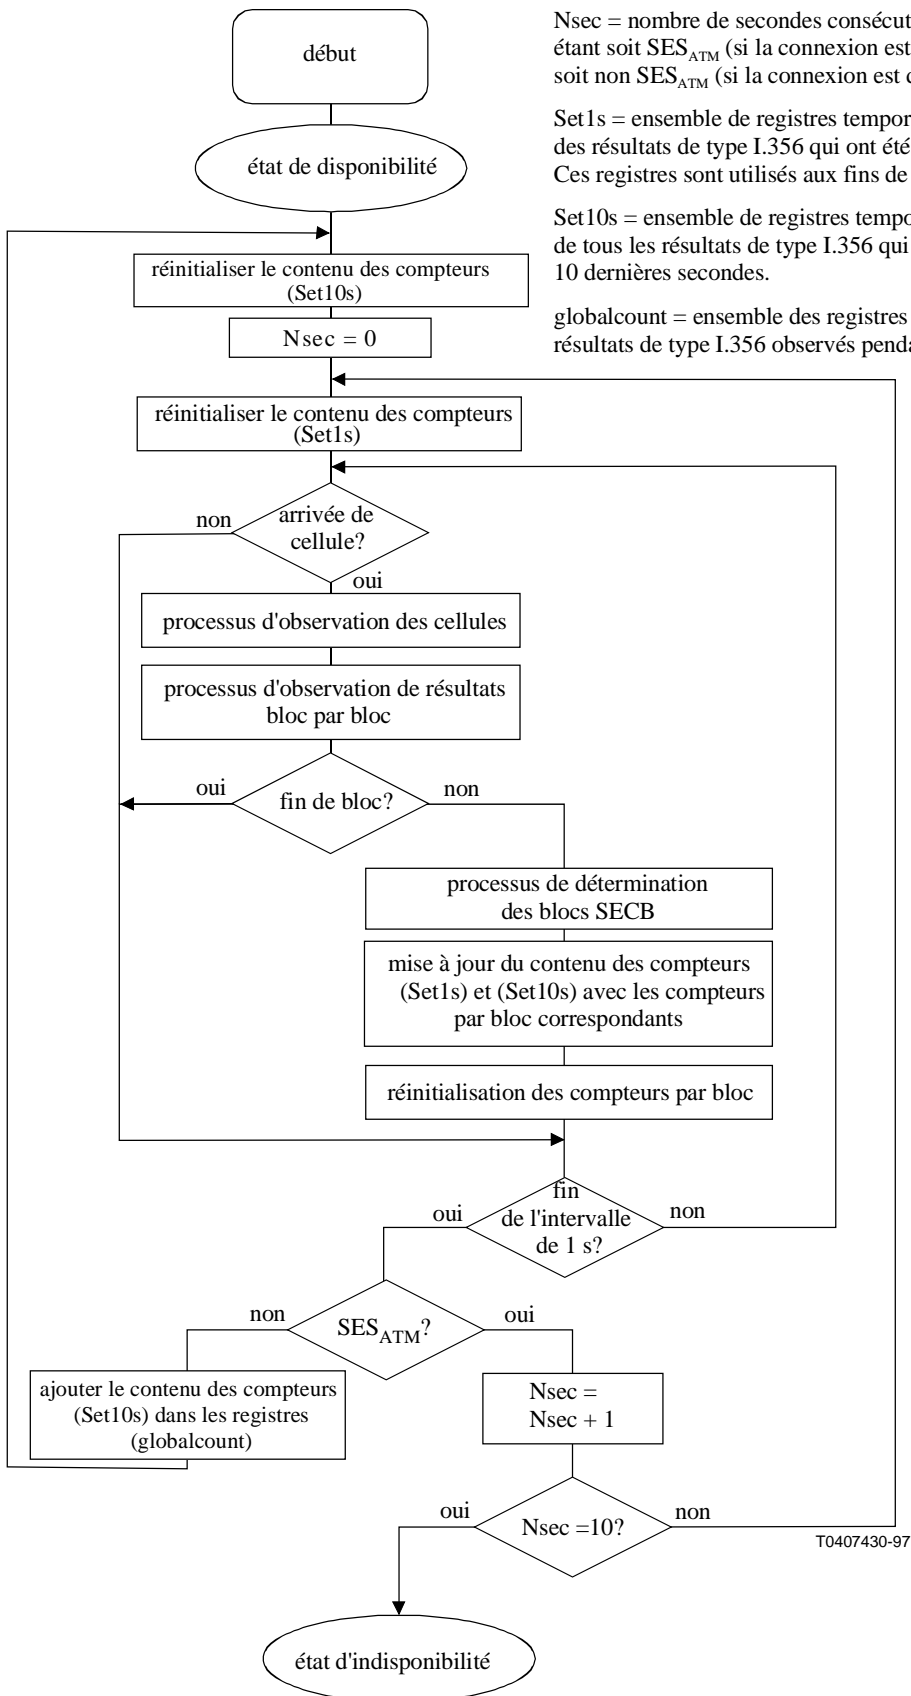 début
Nsec = nombre de secondes
étant soit SES_ATM (si la connexion est
soit non SES_ATM (si la connexion est
état de disponibilité
Set1s = ensemble de registres
des résultats de type I.356 qui ont été
Ces registres sont utilisés aux fins de
Set10s = ensemble de registres
de tous les résultats de type I.356 qui
10 dernières secondes.
globalcount = ensemble des registres
résultats de type I.356 observés
réinitialiser le contenu des compteurs
(Set10s)
Nsec = 0
réinitialiser le contenu des compteurs
(Set1s)
non
arrivée de
cellule?
oui
processus d'observation des cellules
processus d'observation de résultats
bloc par bloc
oui
fin de bloc?
non
processus de détermination
des blocs SECB
mise à jour du contenu des compteurs
(Set1s) et (Set10s) avec les compteurs
par bloc correspondants
réinitialisation des compteurs par bloc
oui
fin
de l'intervalle
de 1 s?
non
non
SES_ATM?
oui
ajouter le contenu des compteurs
(Set10s) dans les registres
(globalcount)
Nsec =
Nsec + 1
oui
Nsec =10?
non
T0407430-97
état d'indisponibilité